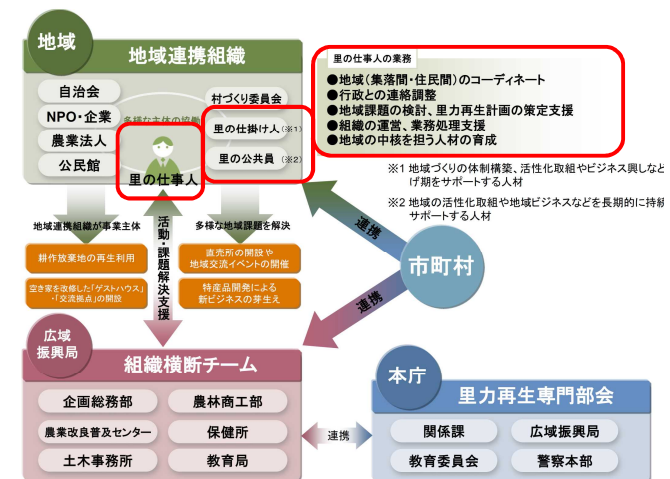 地域
地域連携組織
自治会
NPO・企業
農業法人
公民館
多様な主体の協働
村づくり委員会
里の仕掛け人（※1）
里の公共員（※2）
里の仕事人
里の仕事人の業務
●地域（集落間・住民間）のコーディネート
●行政との連絡調整
●地域課題の検討、里力再生計画の策定支援
●組織の運営、業務処理支援
●地域の中核を担う人材の育成
※1 地域づくりの体制構築、活性化取組やビジネス興しなど
げ期をサポートする人材
※2 地域の活性化取組や地域ビジネスなどを長期的に持続
サポートする人材
地域連携組織が事業主体
活動・課題解決支援
多様な地域課題を解決
耕作放棄地の再生利用
空き家を改修した「ゲストハウス」
・「交流拠点」の開設
直売所の開設や
地域交流イベントの開催
特産品開発による
新ビジネスの芽生え
連携
連携
市町村
広域
振興局
組織横断チーム
企画総務部
農林商工部
農業改良普及センター
保健所
土木事務所
教育局
連携
本庁
里力再生専門部会
関係課
広域振興局
教育委員会
警察本部